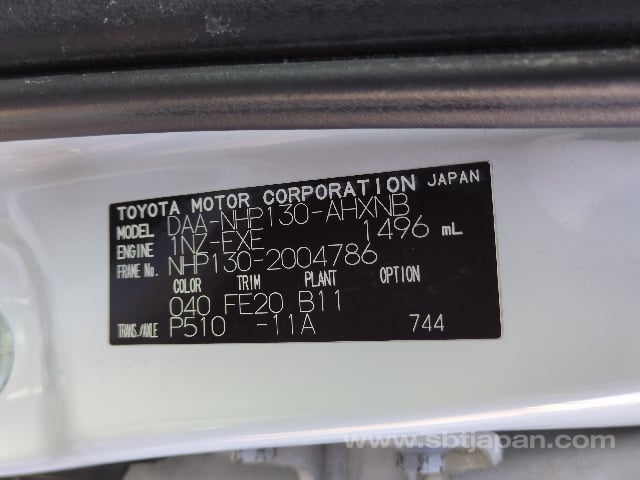 TOYOTA MOTOR CORPORATION JAPAN
MODEL DAA-NHP130-AHXNB
ENGINE 1NZ-FXE 1496 mL
FRAME No. NHP130-2004786
COLOR TRIM PLANT OPTION
040 FE20 B11
TRANS./AXLE P510 -11A 744
www.sbtjapan.com